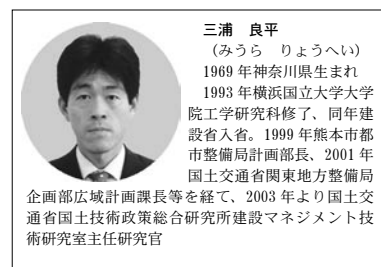 三浦 良平
（みうら りょうへい）
1969 年神奈川県生まれ
1993 年横浜国立大学大学
院工学研究科修了、同年建
設省入省。1999 年熊本市都
市整備局計画部長、2001 年
国土交通省関東地方整備局
企画部広域計画課長等を経て、2003 年より国土交
通省国土技術政策総合研究所建設マネジメント技
術研究室主任研究官